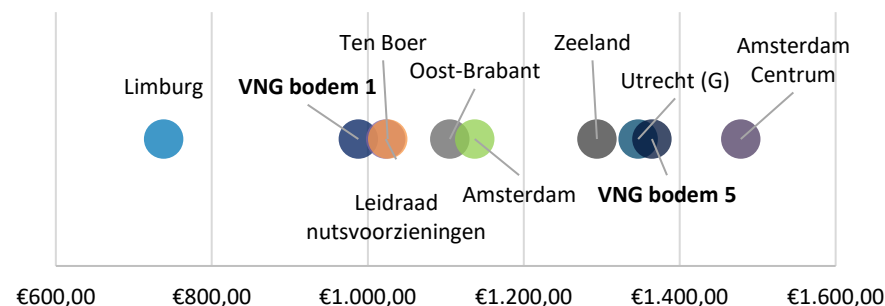 Ten Boer
Zeeland
Amsterdam
Centrum
Oost-Brabant
Utrecht (G)
Limburg
VNG bodem 1
Leidraad
nutsvoorzieningen
Amsterdam
VNG bodem 5
€600,00
€800,00
€1.000,00
€1.200,00
€1.400,00
€1.600,00